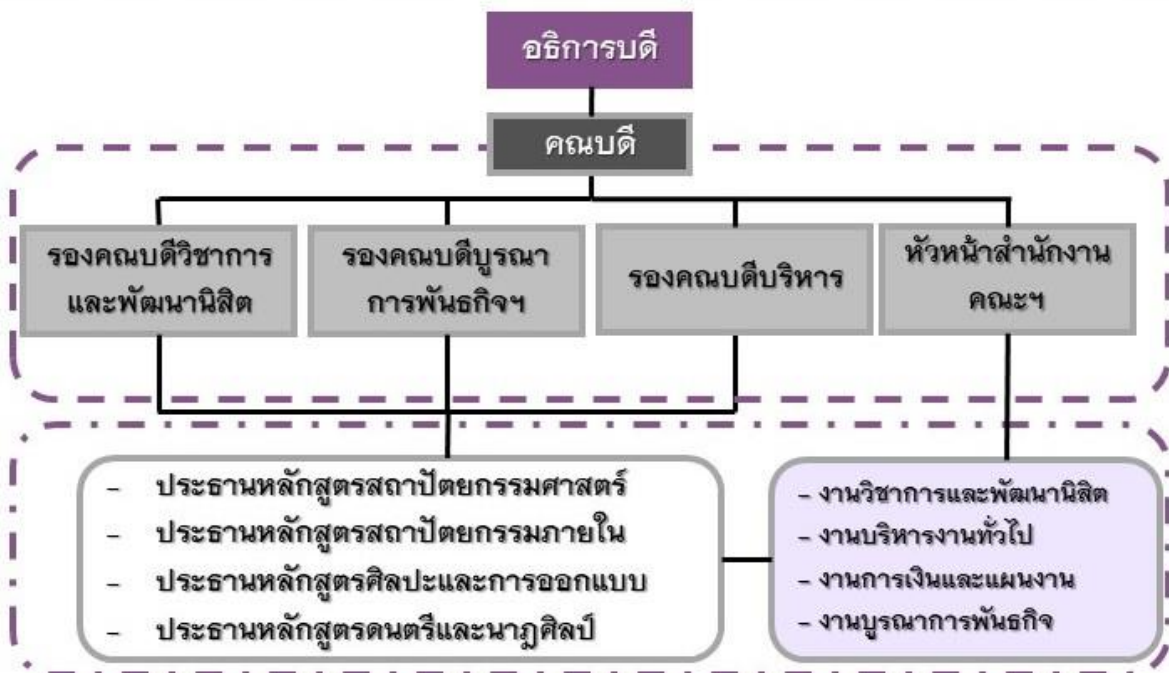 อธิการบดี
คณบดี
รองคณบดีวิชาการ
และพัฒนานิสิต
รองคณบดีบูรณา
การพันธกิจฯ
รองคณบดีบริหาร
หัวหน้าสำนักงาน
คณะฯ
- ประธานหลักสูตรสถาปัตยกรรมศาสตร์
- ประธานหลักสูตรสถาปัตยกรรมภายใน
- ประธานหลักสูตรศิลปะและการออกแบบ
- ประธานหลักสูตรดนตรีและนาฏศิลป์
- งานวิชาการและพัฒนานิสิต
- งานบริหารงานทั่วไป
- งานการเงินและแผนงาน
- งานบูรณาการพันธกิจ